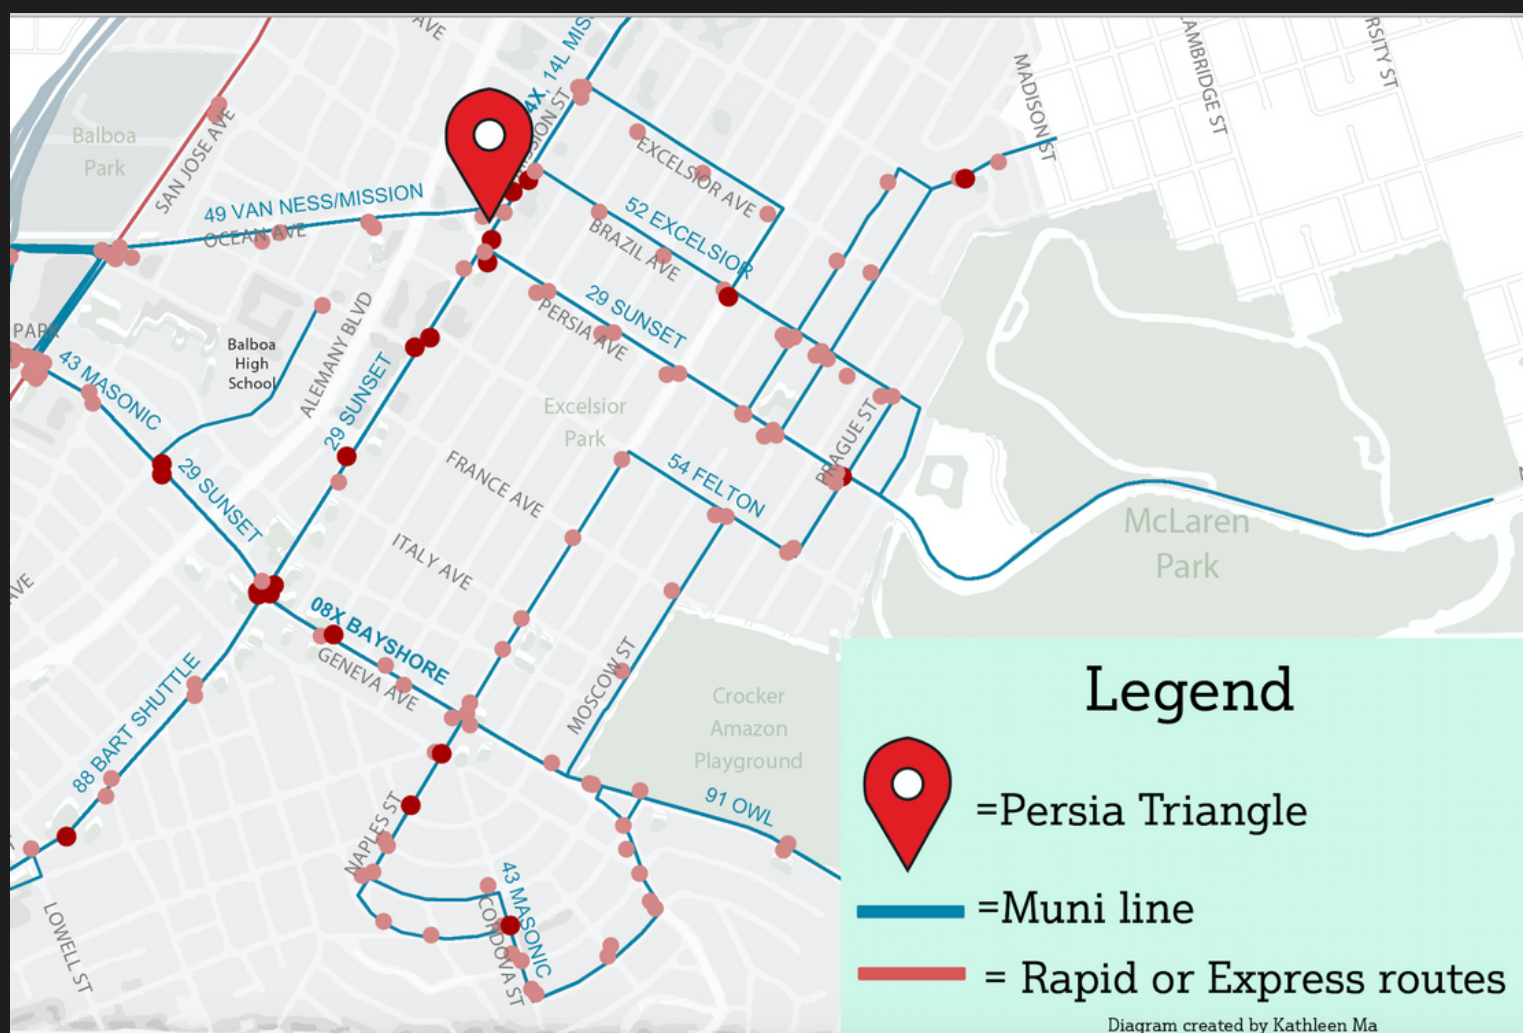 AVE
4X, 14L MIS
MISSION ST
MADISON ST
CAMBRIDGE ST
RSITY ST
Balboa
Park
SAN JOSE AVE
49 VAN NESS/MISSION
OCEAN AVE
EXCELSIOR AVE
52 EXCELSIOR
BRAZIL AVE
29 SUNSET
PERSIA AVE
PARK
43 MASONIC
Balboa
High
School
ALEMANY BLVD
29 SUNSET
Excelsior
Park
PRAGUE ST
FRANCE AVE
54 FELTON
29 SUNSET
ITALY AVE
McLaren
Park
AVE
08X BAYSHORE
GENEVA AVE
MOSCOW ST
88 BART SHUTTLE
Crocker
Amazon
Playground
91 OWL
NAPLES ST
43 MASONIC
CORDOVA ST
LOWELL ST
Legend
=Persia Triangle
=Muni line
= Rapid or Express routes
Diagram created by Kathleen Ma